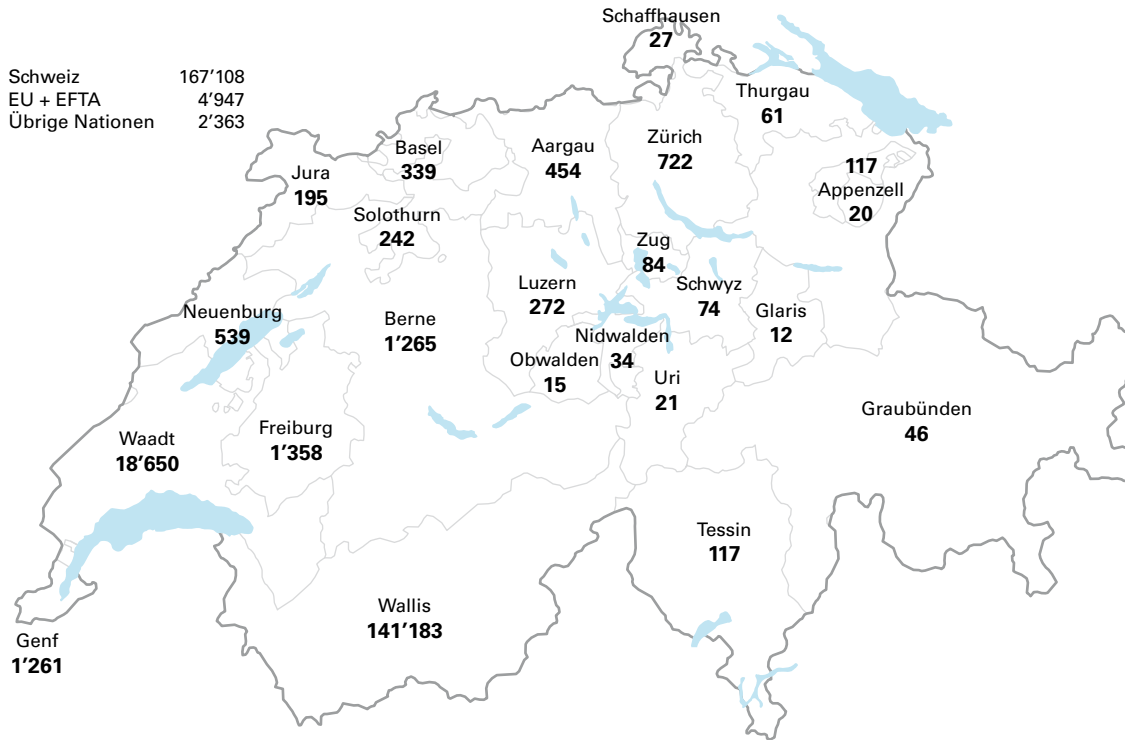 Schaffhausen
27
Schweiz 167’108
EU + EFTA 4’947
Übrige Nationen 2’363
Thurgau
61
Basel
339
Aargau
454
Zürich
722
Jura
195
117
Appenzell
20
Solothurn
242
Zug
84
Luzern
272
Schwyz
74
Neuenburg
539
Berne
1’265
Glaris
12
Nidwalden
34
Obwalden
15
Uri
21
Graubünden
46
Waadt
18’650
Freiburg
1’358
Tessin
117
Wallis
141’183
Genf
1’261